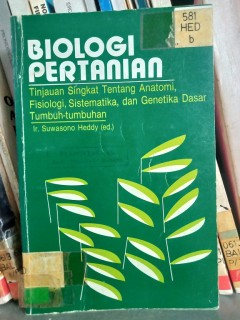 581
HED
b
BIOLOGI
PERTANIAN
Tinjauan Singkat Tentang Anatomi,
Fisiologi, Sistematika, dan Genetika Dasar
Tumbuh-tumbuhan
Ir. Suwasono Heddy (ed.)